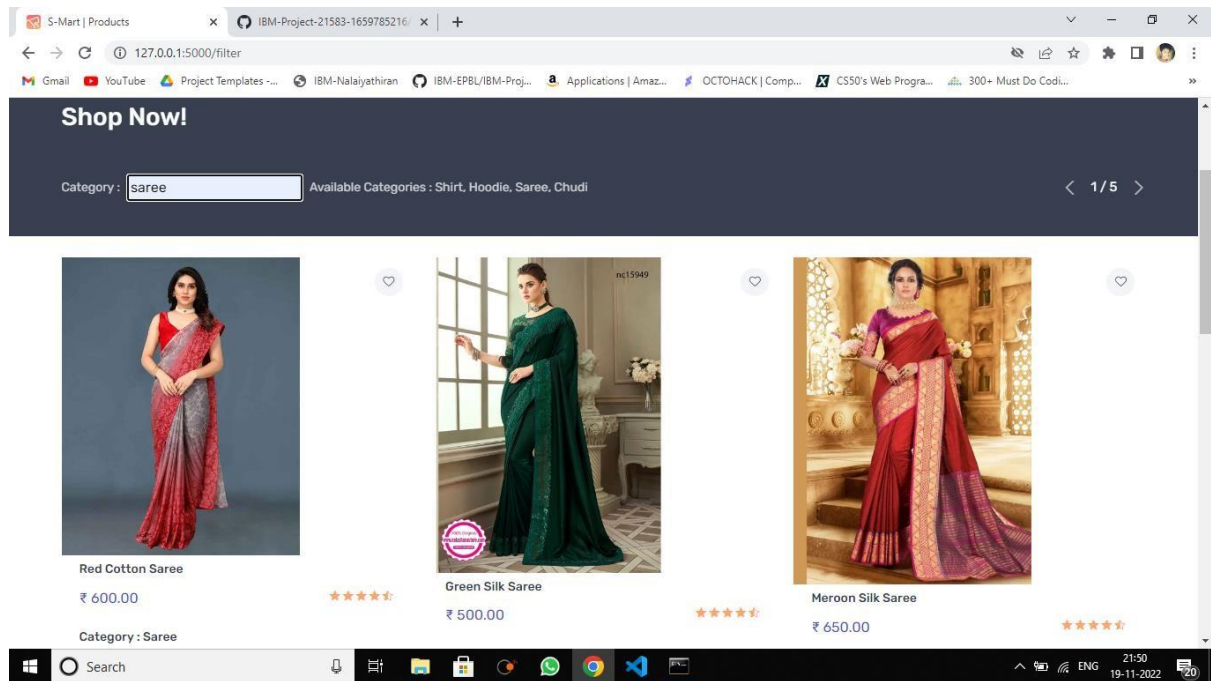 S-Mart | Products
IBM-Project-21583-1659785216/
127.0.0.1:5000/filter
Gmail YouTube Project Templates -... IBM-Nalaiyathiran IBM-EPBL/IBM-Proj... Applications | Amaz... OCTOHACK | Comp... CS50's Web Progra... 300+ Must Do Codi... »
Shop Now!
Category : saree Available Categories : Shirt, Hoodie, Saree, Chudi
< 1/5 >
nc15949
100% Original
Red Cotton Saree
₹ 600.00
Category : Saree
Green Silk Saree
₹ 500.00
Meroon Silk Saree
₹ 650.00
Search
ENG
21:50
19-11-2022
20